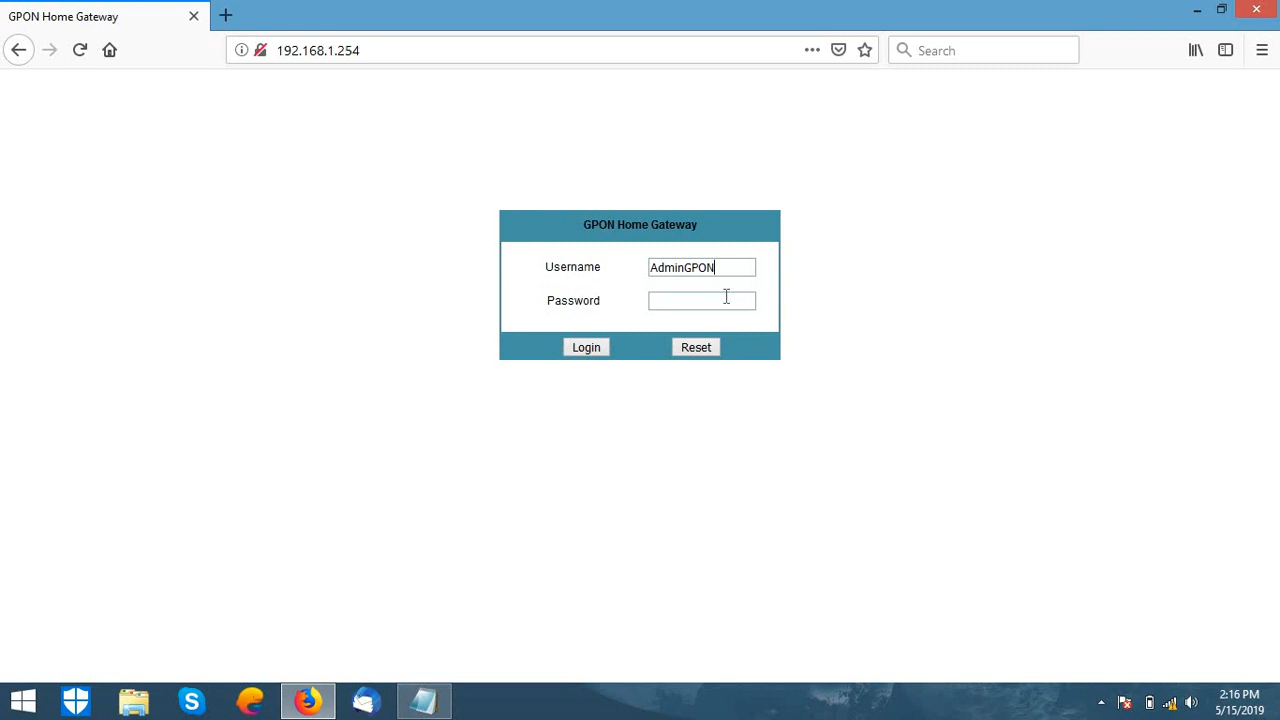 GPON Home Gateway
192.168.1.254
Search
GPON Home Gateway
Username
AdminGPON
Password
Login
Reset
2:16 PM
5/15/2019